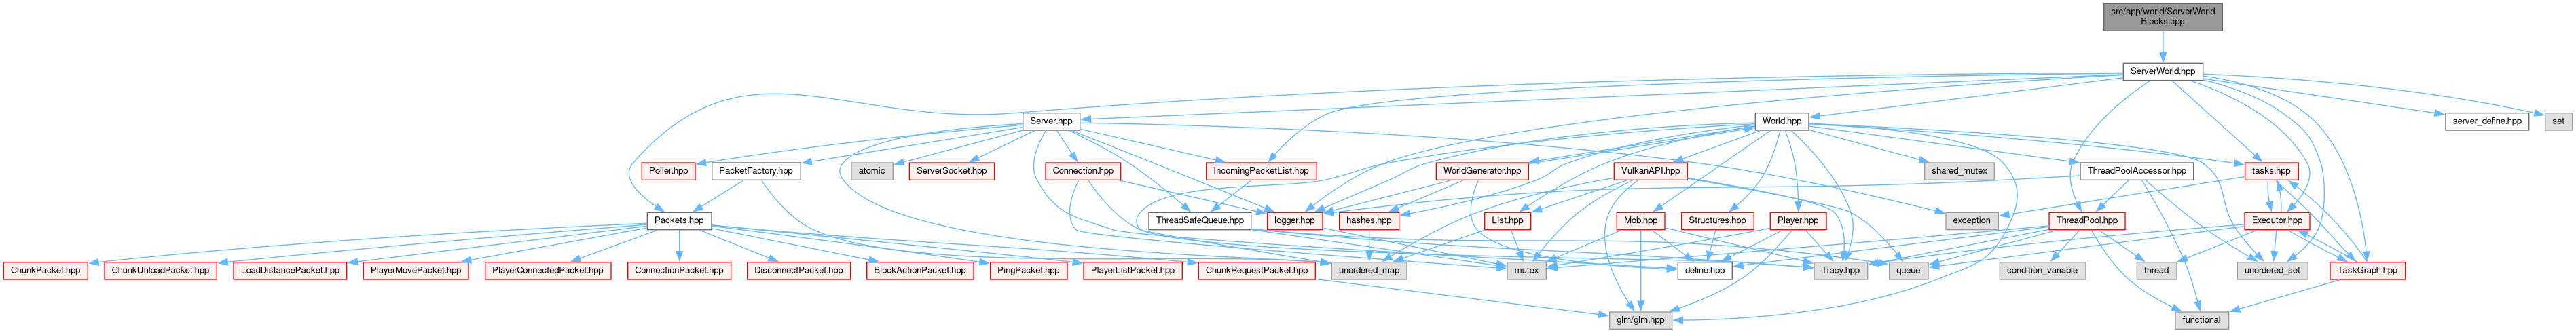 src/app/world/ServerWorld
Blocks.cpp
ServerWorld.hpp
Server.hpp
World.hpp
server_define.hpp
set
Poller.hpp
PacketFactory.hpp
atomic
ServerSocket.hpp
Connection.hpp
IncomingPacketList.hpp
WorldGenerator.hpp
VulkanAPI.hpp
shared_mutex
ThreadPoolAccessor.hpp
tasks.hpp
Packets.hpp
ThreadSafeQueue.hpp
logger.hpp
hashes.hpp
List.hpp
Mob.hpp
Structures.hpp
Player.hpp
exception
ThreadPool.hpp
Executor.hpp
ChunkPacket.hpp
ChunkUnloadPacket.hpp
LoadDistancePacket.hpp
PlayerMovePacket.hpp
PlayerConnectedPacket.hpp
ConnectionPacket.hpp
DisconnectPacket.hpp
BlockActionPacket.hpp
PingPacket.hpp
PlayerListPacket.hpp
ChunkRequestPacket.hpp
unordered_map
mutex
define.hpp
Tracy.hpp
queue
condition_variable
thread
unordered_set
TaskGraph.hpp
glm/glm.hpp
functional